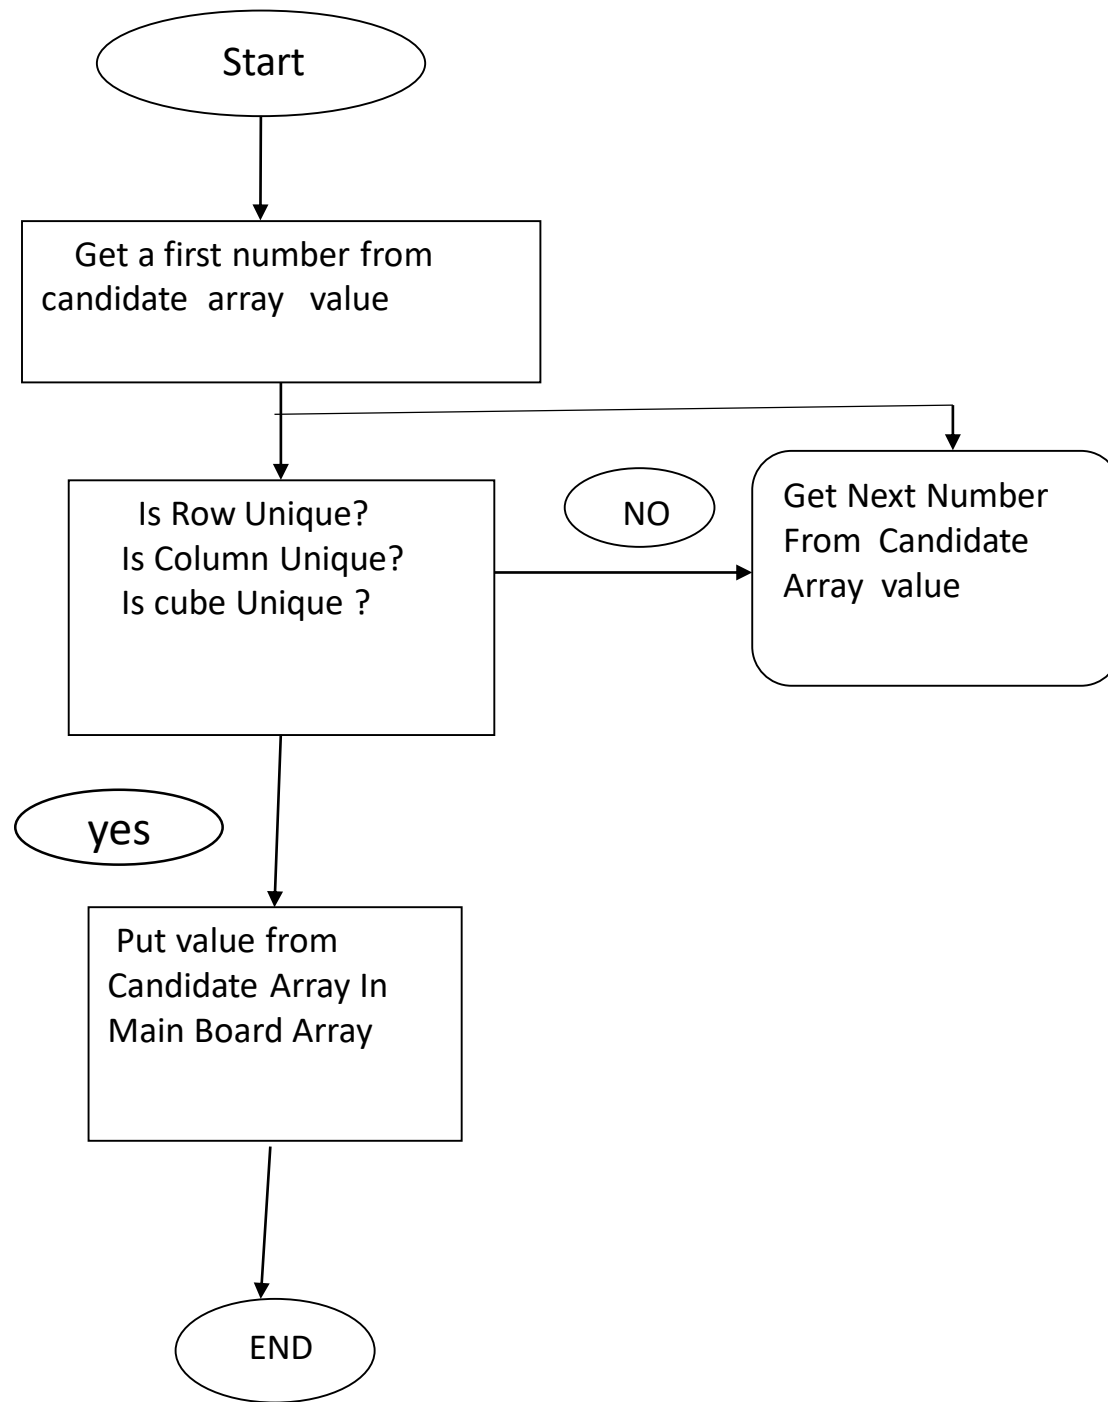 Start
Get a first number from
candidate array value
Is Row Unique?
Is Column Unique?
Is cube Unique ?
NO
Get Next Number
From Candidate
Array value
yes
Put value from
Candidate Array In
Main Board Array
END